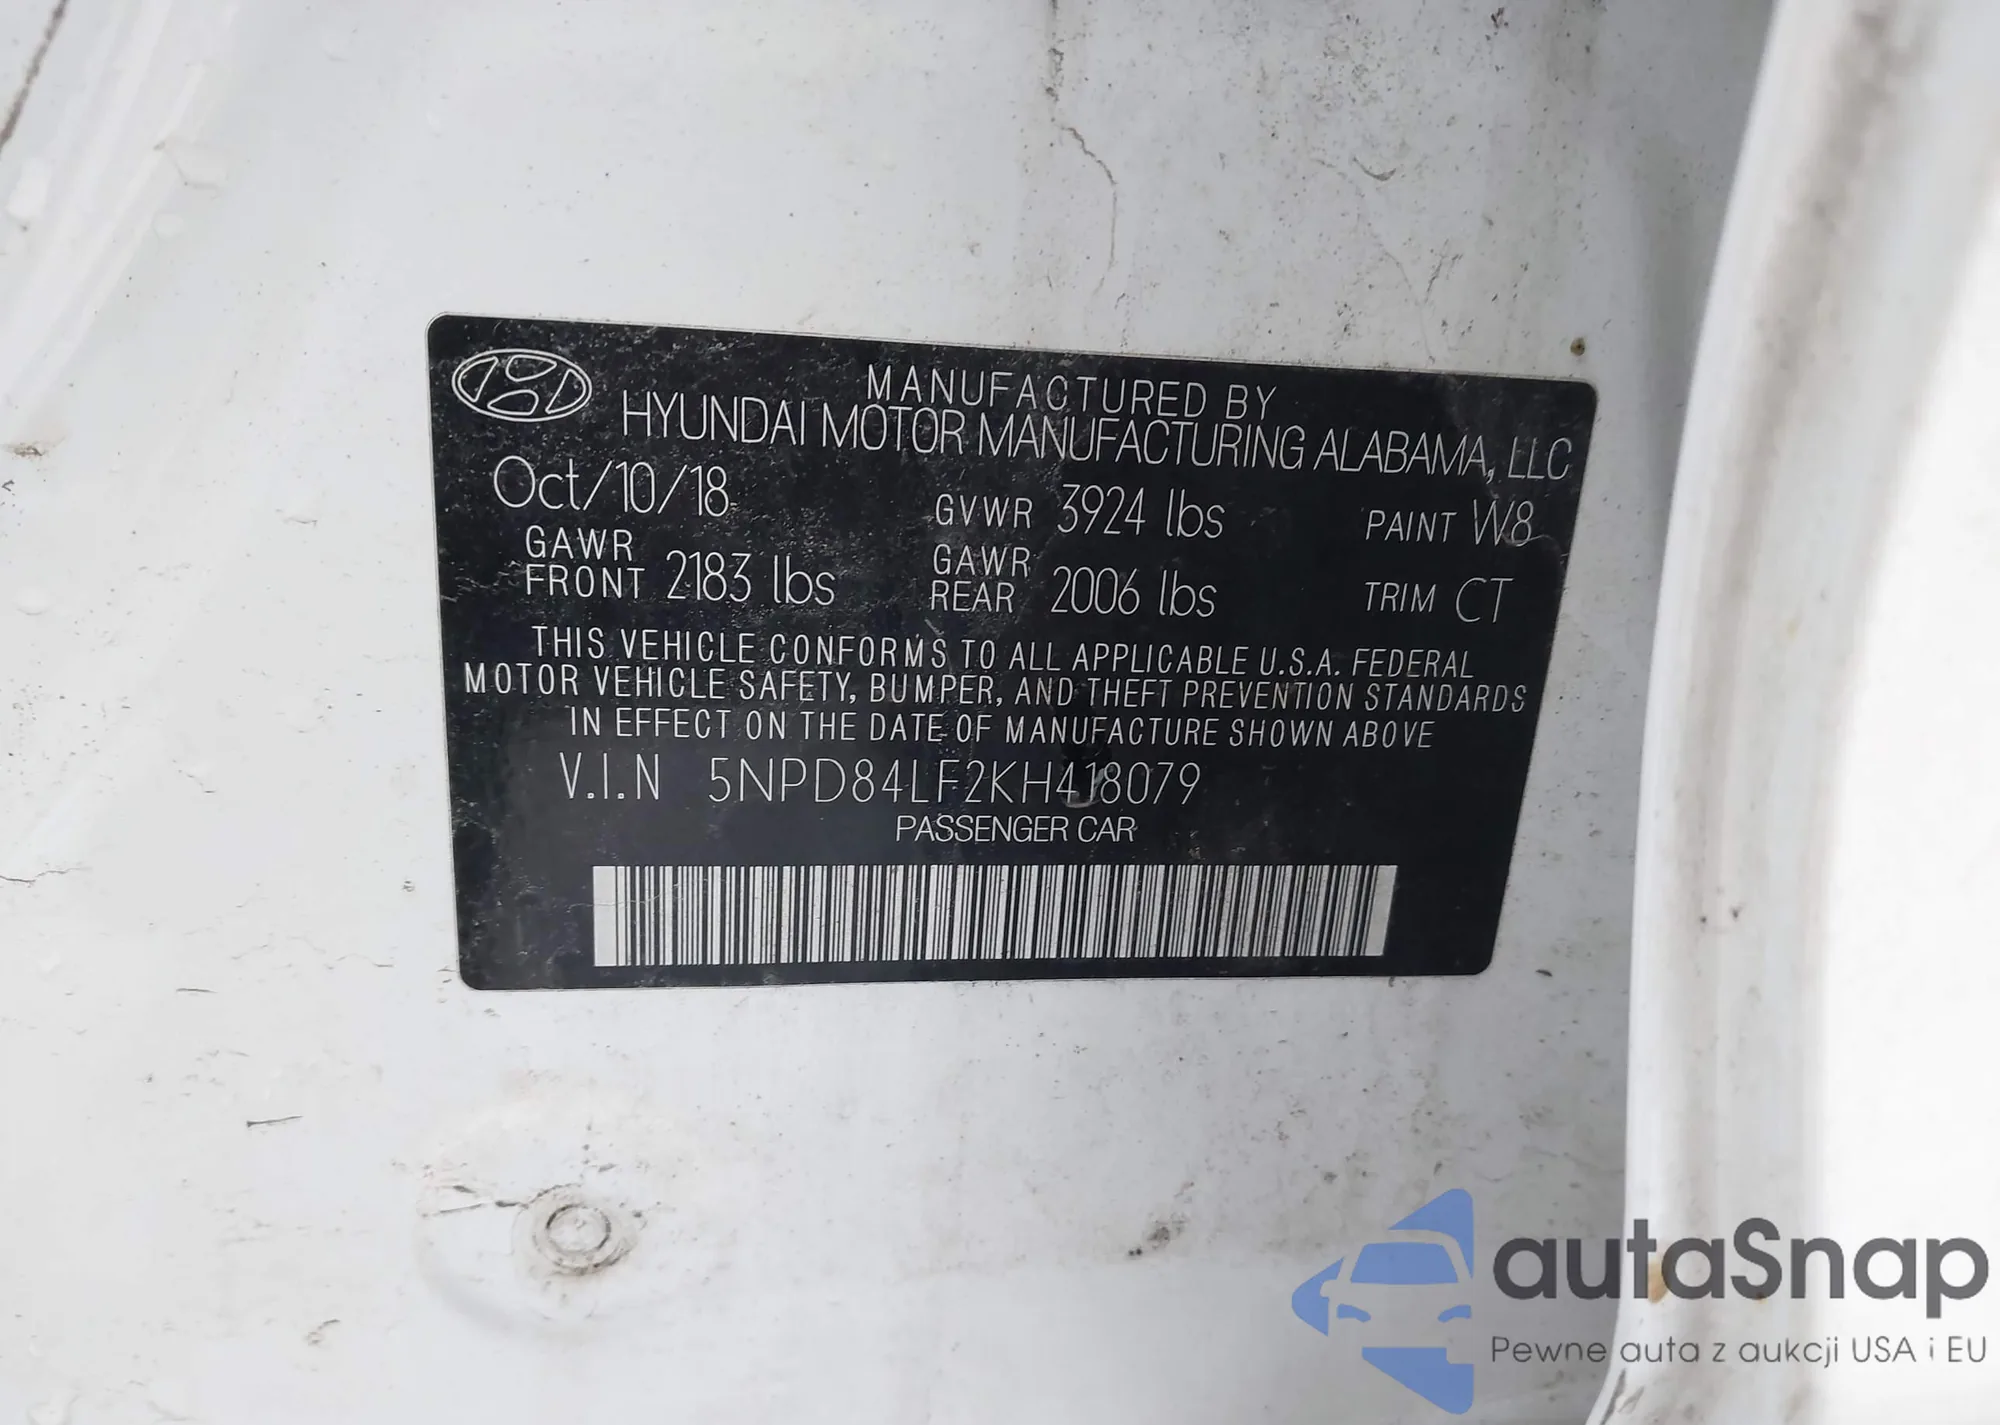 MANUFACTURED BY
HYUNDAI MOTOR MANUFACTURING ALABAMA, LLC
Oct/10/18 GVWR 3924 lbs PAINT W8
GAWR FRONT 2183 lbs GAWR REAR 2006 lbs TRIM CT
THIS VEHICLE CONFORMS TO ALL APPLICABLE U.S.A. FEDERAL
MOTOR VEHICLE SAFETY, BUMPER, AND THEFT PREVENTION STANDARDS
IN EFFECT ON THE DATE OF MANUFACTURE SHOWN ABOVE
V.I.N 5NPD84LF2KH418079
PASSENGER CAR
autaSnap
Pewne auta z aukcji USA i EU